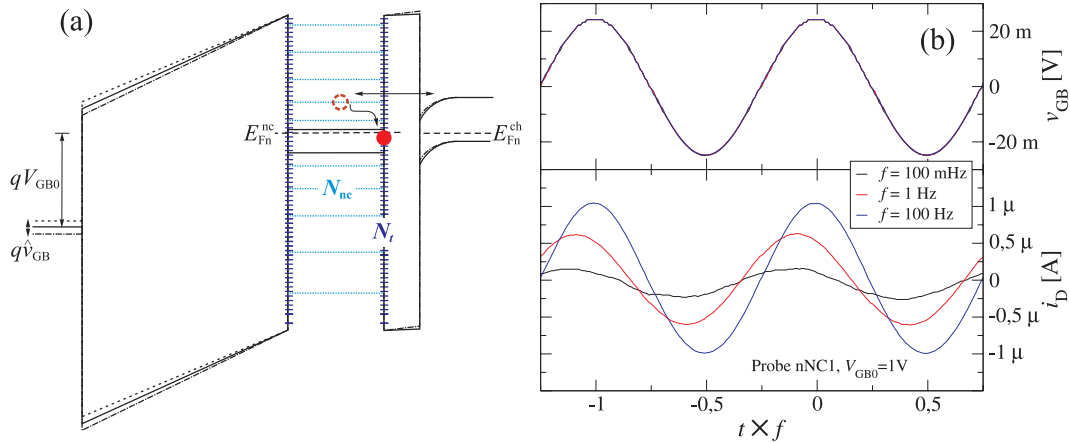 (a)
E_Fn^nc
E_Fn^ch
qV_GB0
qv̂_GB
N_nc
N_t
(b)
20 m
0
-20 m
v_GB [V]
f = 100 mHz
f = 1 Hz
f = 100 Hz
1 μ
0,5 μ
0
-0,5 μ
-1 μ
i_D [A]
Probe nNC1, V_GB0=1V
-1
-0,5
0
0,5
t × f